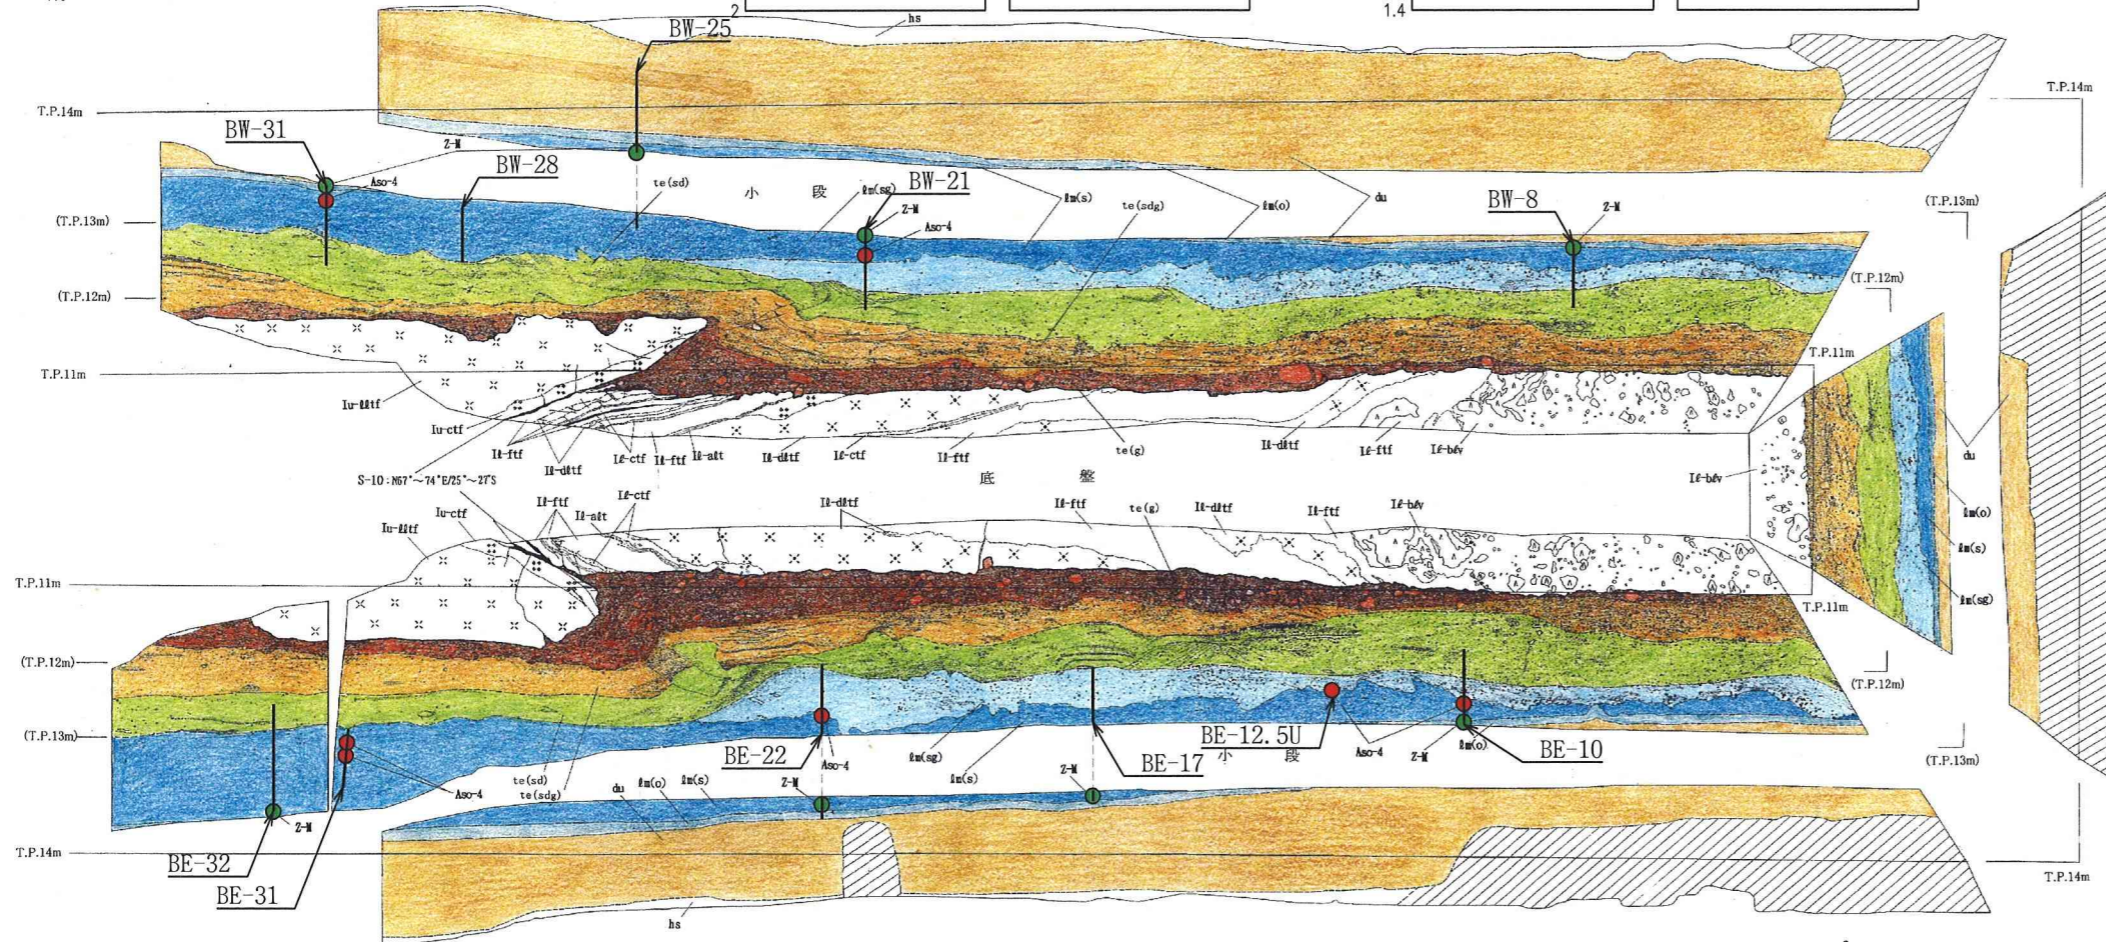 2
1.4
hs
BW-25
T.P.14m
T.P.14m
BW-31
Z-M
BW-28
Aso-4
te(sd)
小 段
ℓm(sg)
BW-21
Z-M
Aso-4
ℓm(s)
te(sdg)
ℓm(o)
du
BW-8
Z-M
(T.P.13m)
(T.P.13m)
(T.P.12m)
(T.P.12m)
T.P.11m
T.P.11m
Iu-ℓℓtf
Iu-ctf
Iℓ-ftf
Iℓ-dℓtf
Iℓ-ctf
Iℓ-ftf
Iℓ-aℓt
Iℓ-dℓtf
Iℓ-ctf
Iℓ-ftf
te(g)
Iℓ-dℓtf
Iℓ-ftf
Iℓ-bℓv
S-10:N67°～74°E/25°～27°S
底 盤
Iℓ-bℓv
du
ℓm(o)
ℓm(s)
ℓm(sg)
Iu-ℓℓtf
Iu-ctf
Iℓ-ftf
Iℓ-aℓt
Iℓ-ctf
Iℓ-dℓtf
Iℓ-ftf
te(g)
Iℓ-dℓtf
Iℓ-ftf
Iℓ-bℓv
T.P.11m
T.P.11m
(T.P.12m)
(T.P.12m)
(T.P.13m)
(T.P.13m)
BE-22
Aso-4
ℓm(sg)
ℓm(s)
BE-17
BE-12.5U
小 段
Aso-4
Z-M
ℓm(o)
BE-10
te(sd)
te(sdg)
du
ℓm(o)
ℓm(s)
Z-M
Z-M
Aso-4
Z-M
BE-32
BE-31
T.P.14m
T.P.14m
hs